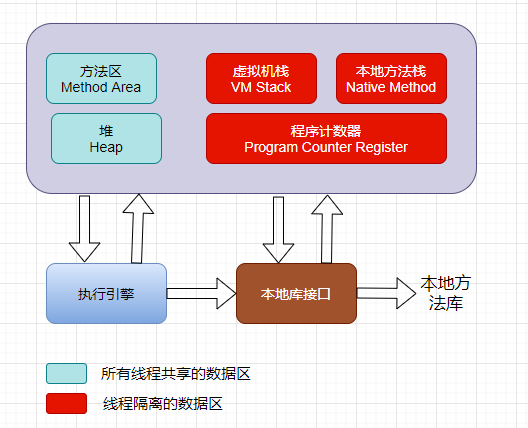 方法区
Method Area
虚拟机栈
VM Stack
本地方法栈
Native Method
堆
Heap
程序计数器
Program Counter Register
执行引擎
本地库接口
本地方
法库
所有线程共享的数据区
线程隔离的数据区